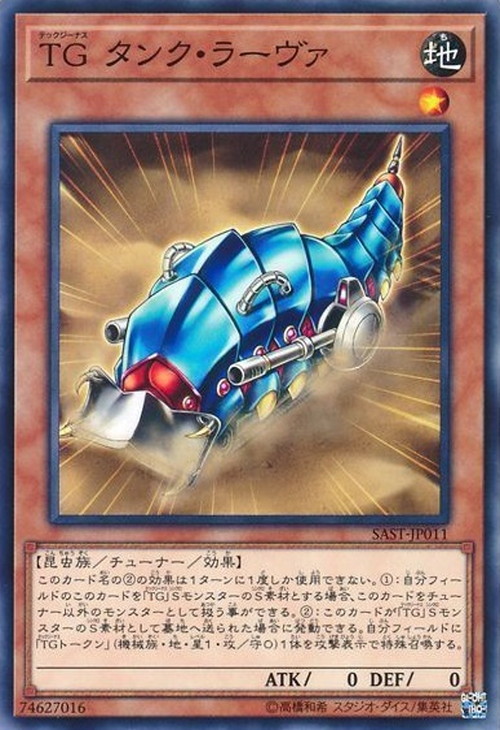 テックジーナス
TG タンク・ラーヴァ
地
SAST-JP011
【昆虫族／チューナー／効果】
このカード名の②の効果は1ターンに1度しか使用できない。①：自分フィー
ルドのこのカードを「TG」Sモンスターの S素材とする場合、このカードをチュー
ナー以外のモンスターとして扱う事ができる。②：このカードが「TG」Sモン
スターの S素材として墓地へ送られた場合に発動できる。自分フィールドに
「TGトークン」(機械族・地・星1・攻／守0)1体を攻撃表示で特殊召喚する。
ATK/ 0 DEF/ 0
74627016
©高橋和希 スタジオ・ダイス/集英社